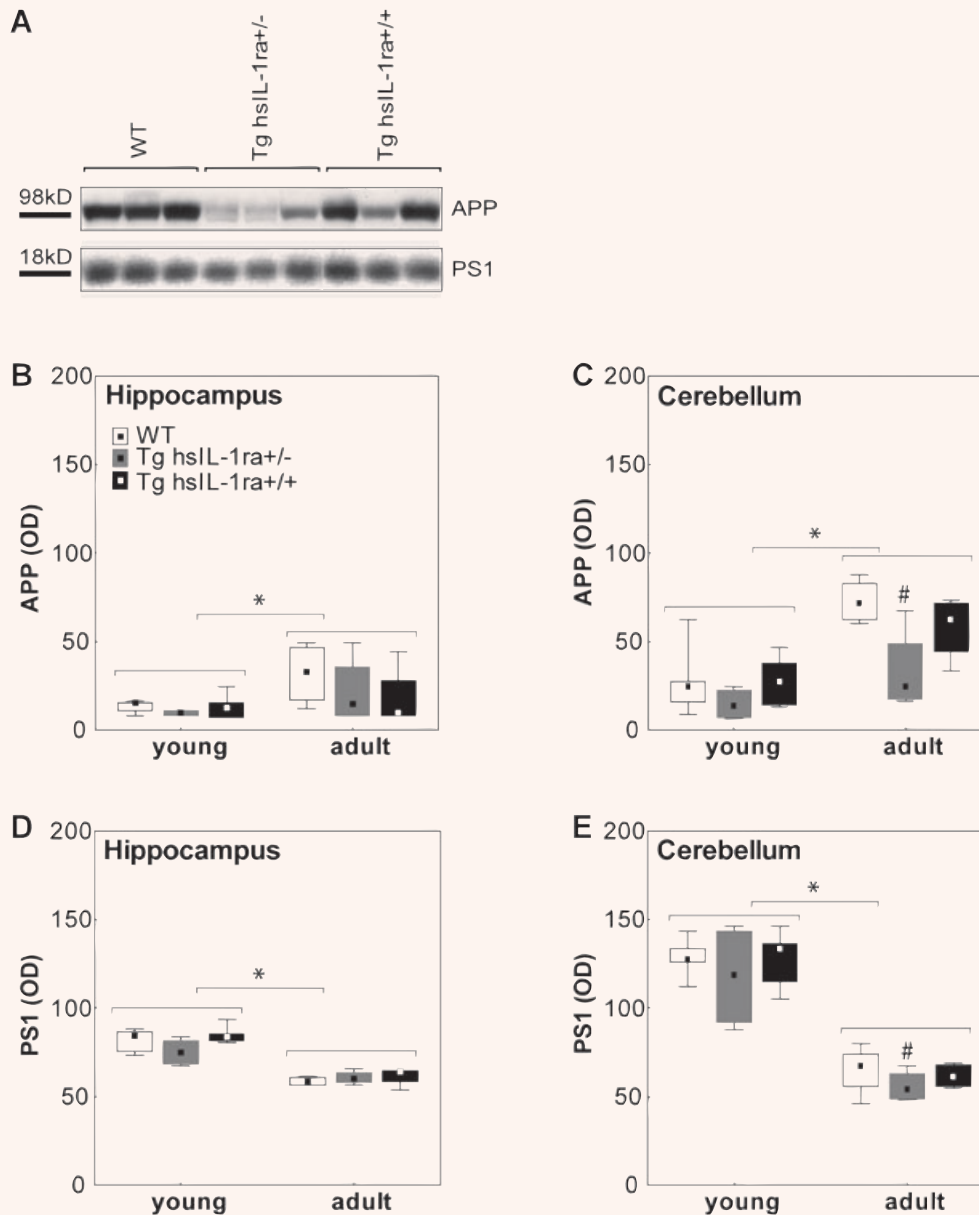 A
WT
Tg hsIL-1ra+/-
Tg hsIL-1ra+/+
98kD
APP
18kD
PS1
B
Hippocampus
WT
Tg hsIL-1ra+/-
Tg hsIL-1ra+/+
APP (OD)
200
150
100
50
0
*
young
adult
C
Cerebellum
APP (OD)
200
150
100
50
0
*
#
young
adult
D
Hippocampus
PS1 (OD)
200
150
100
50
0
*
young
adult
E
Cerebellum
PS1 (OD)
200
150
100
50
0
*
#
young
adult